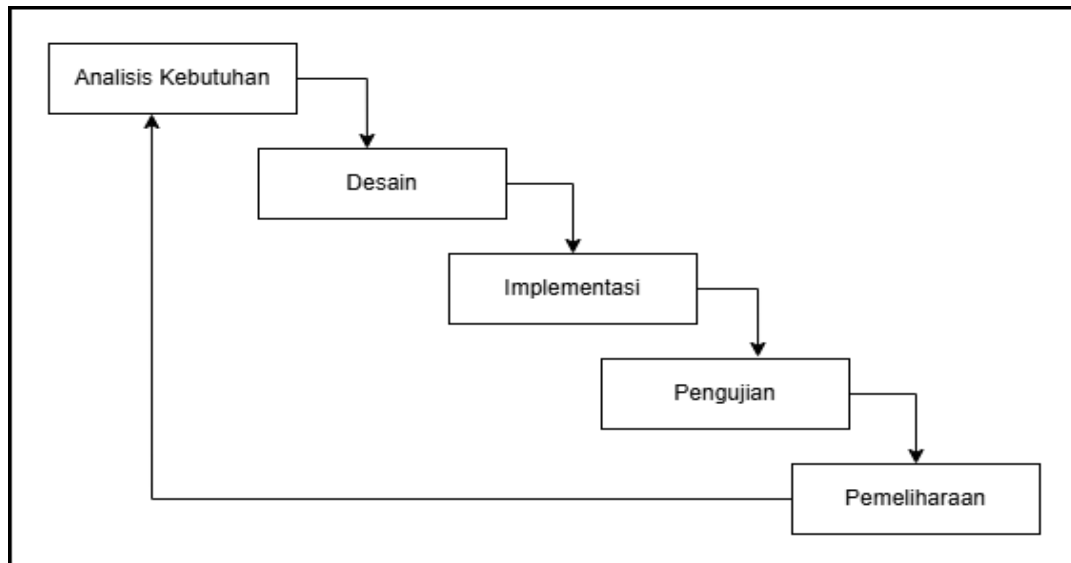 Analisis Kebutuhan
Desain
Implementasi
Pengujian
Pemeliharaan